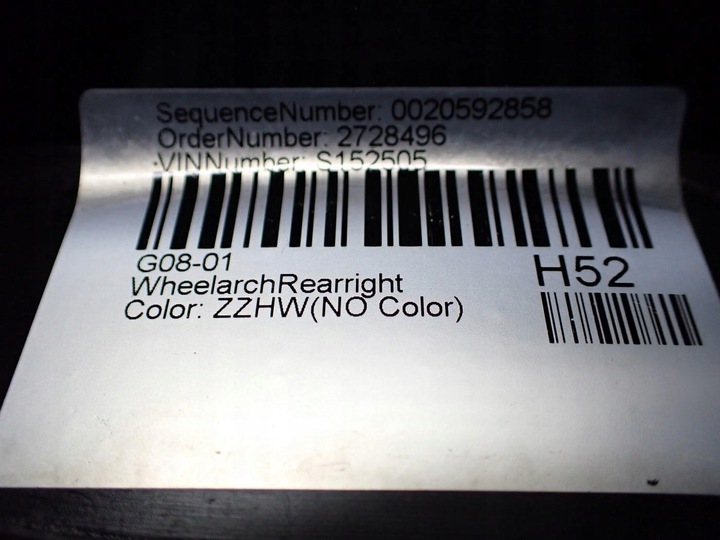 SequenceNumber: 0020592858
OrderNumber: 2728496
VINNumber: S152505
G08-01
H52
WheelarchRearright
Color: ZZHW(NO Color)